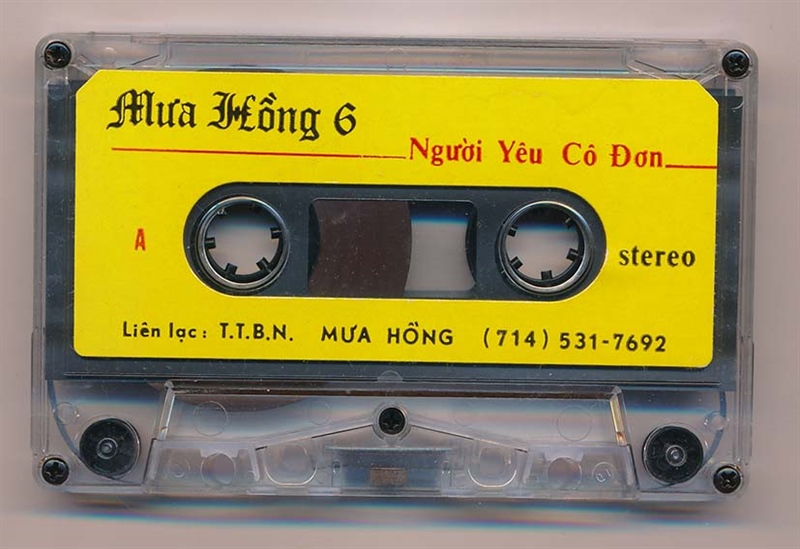 Mưa Hồng 6
Người Yêu Cô Đơn
A
stereo
Liên lạc: T.T.B.N. MƯA HỒNG (714) 531-7692